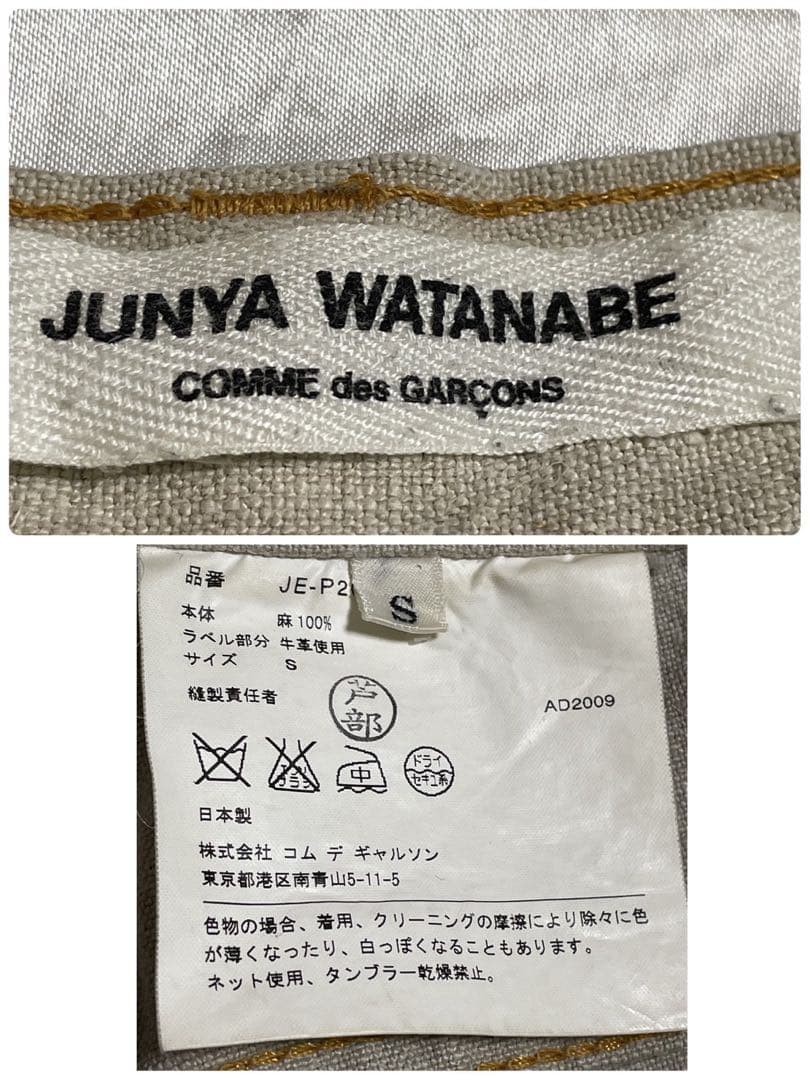 JUNYA WATANABE
COMME des GARÇONS
品番 JE-P2
S
本体 麻100%
ラベル部分 牛革使用
サイズ S
縫製責任者 芦部
AD2009
中
ドライ
セキユ系
日本製
株式会社 コム デ ギャルソン
東京都港区南青山5-11-5
色物の場合、着用、クリーニングの摩擦により除々に色
が薄くなったり、白っぽくなることもあります。
ネット使用、タンブラー乾燥禁止。